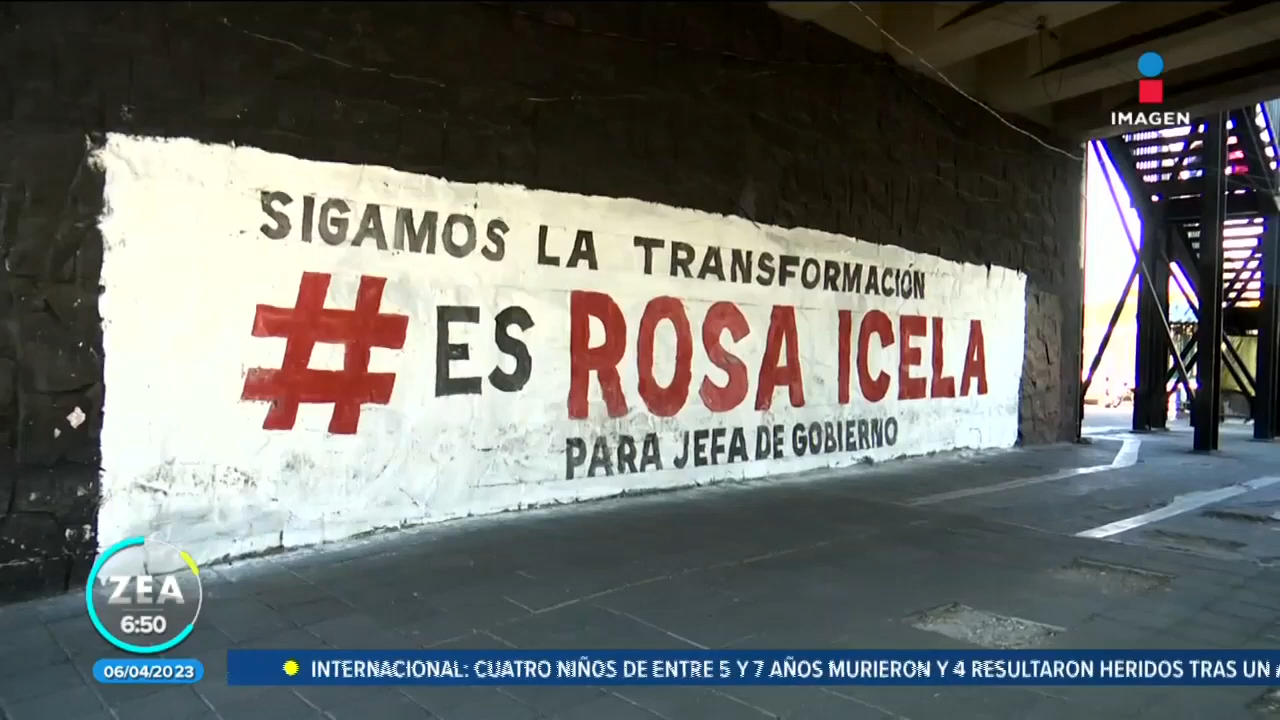 IMAGEN
SIGAMOS LA TRANSFORMACIÓN
#ES ROSA ICELA
PARA JEFA DE GOBIERNO
ZEA
6:50
06/04/2023
INTERNACIONAL: CUATRO NIÑOS DE ENTRE 5 Y 7 AÑOS MURIERON Y 4 RESULTARON HERIDOS TRAS UN